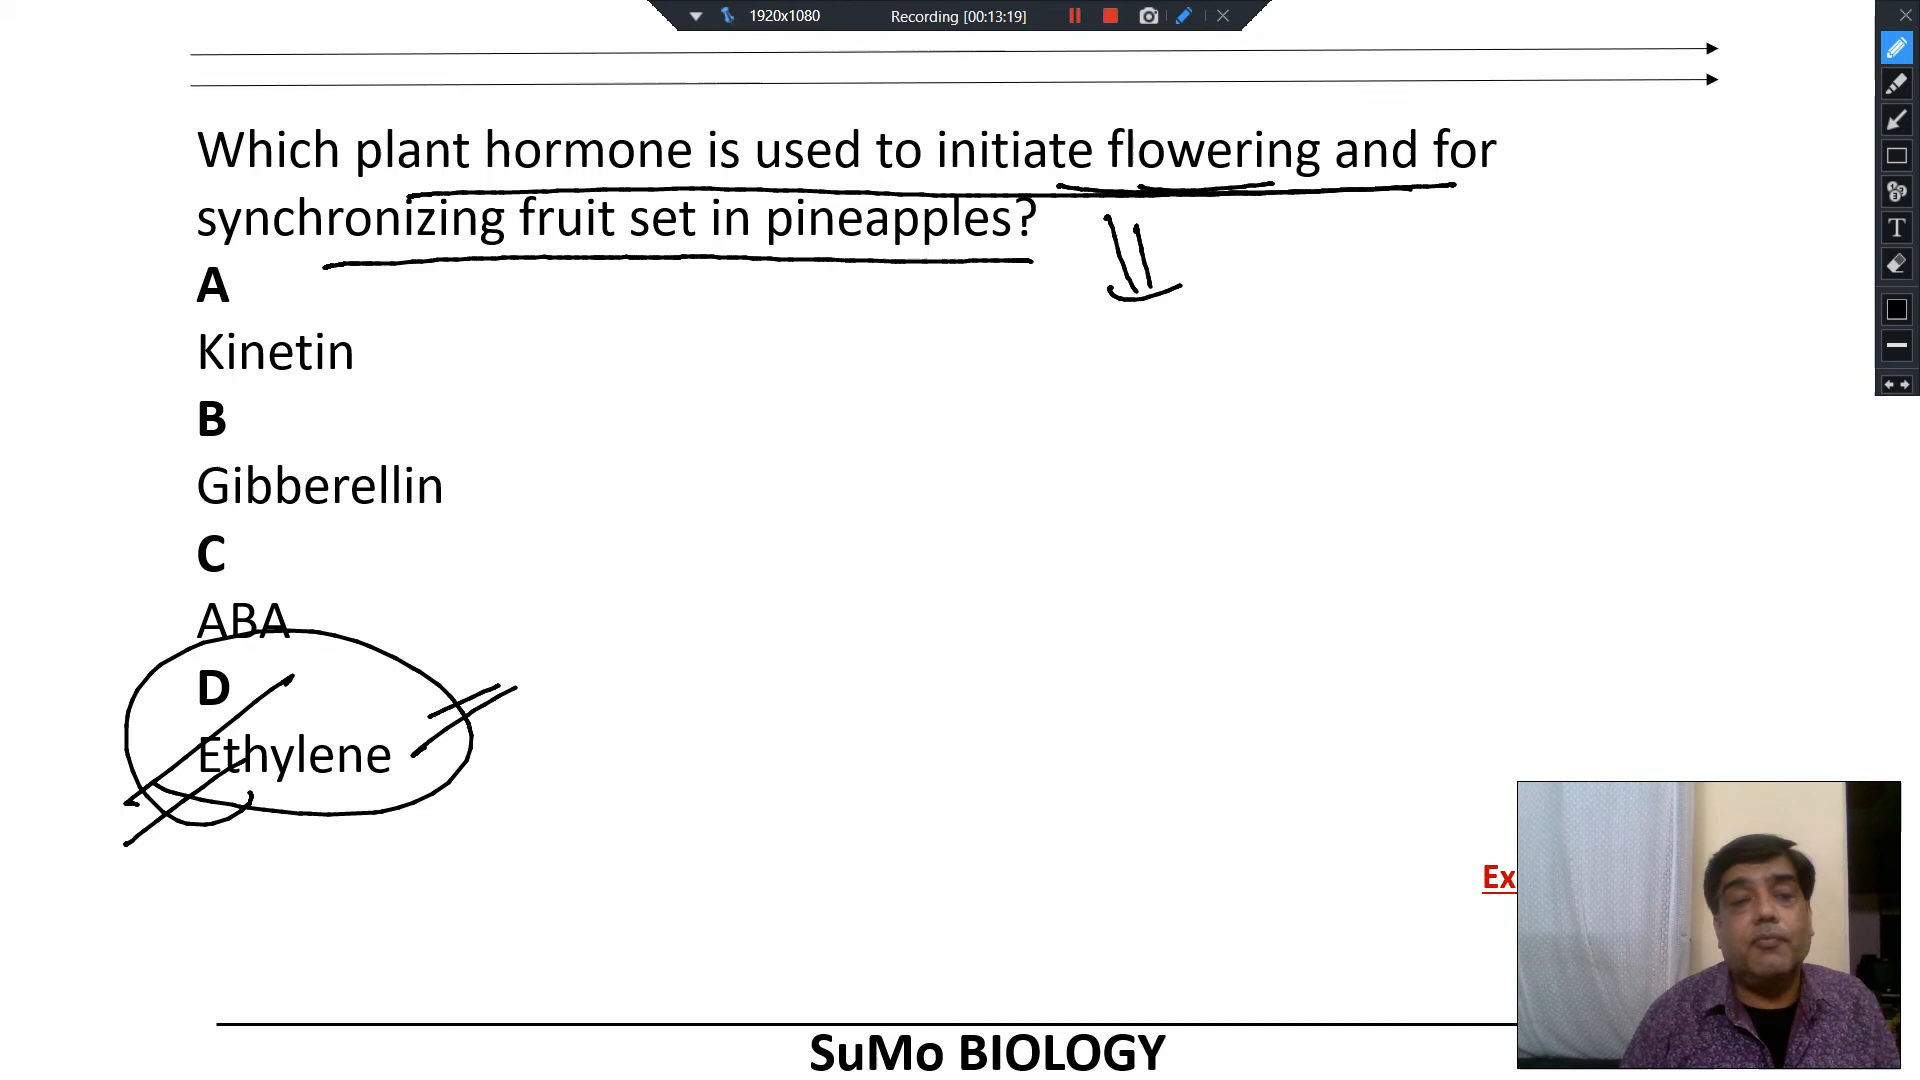 1920x1080
Recording [00:13:19]
Which plant hormone is used to initiate flowering and for
synchronizing fruit set in pineapples?
A
Kinetin
B
Gibberellin
C
ABA
D
Ethylene
Ex
SuMo BIOLOGY